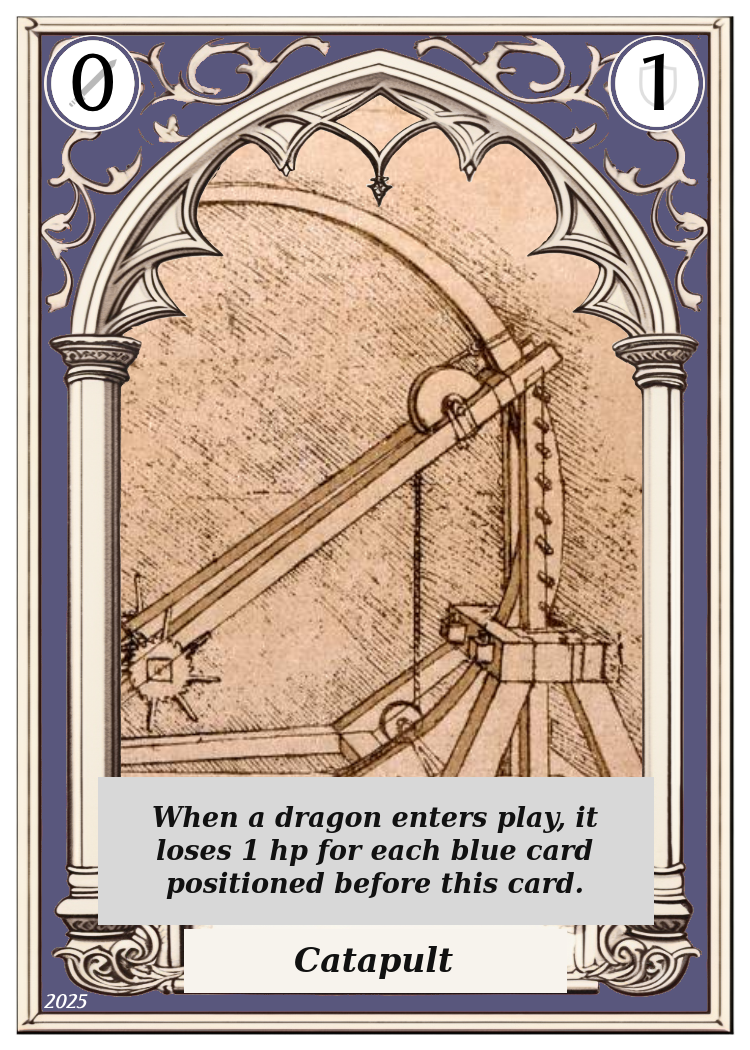 0
1
When a dragon enters play, it
loses 1 hp for each blue card
positioned before this card.
Catapult
2025